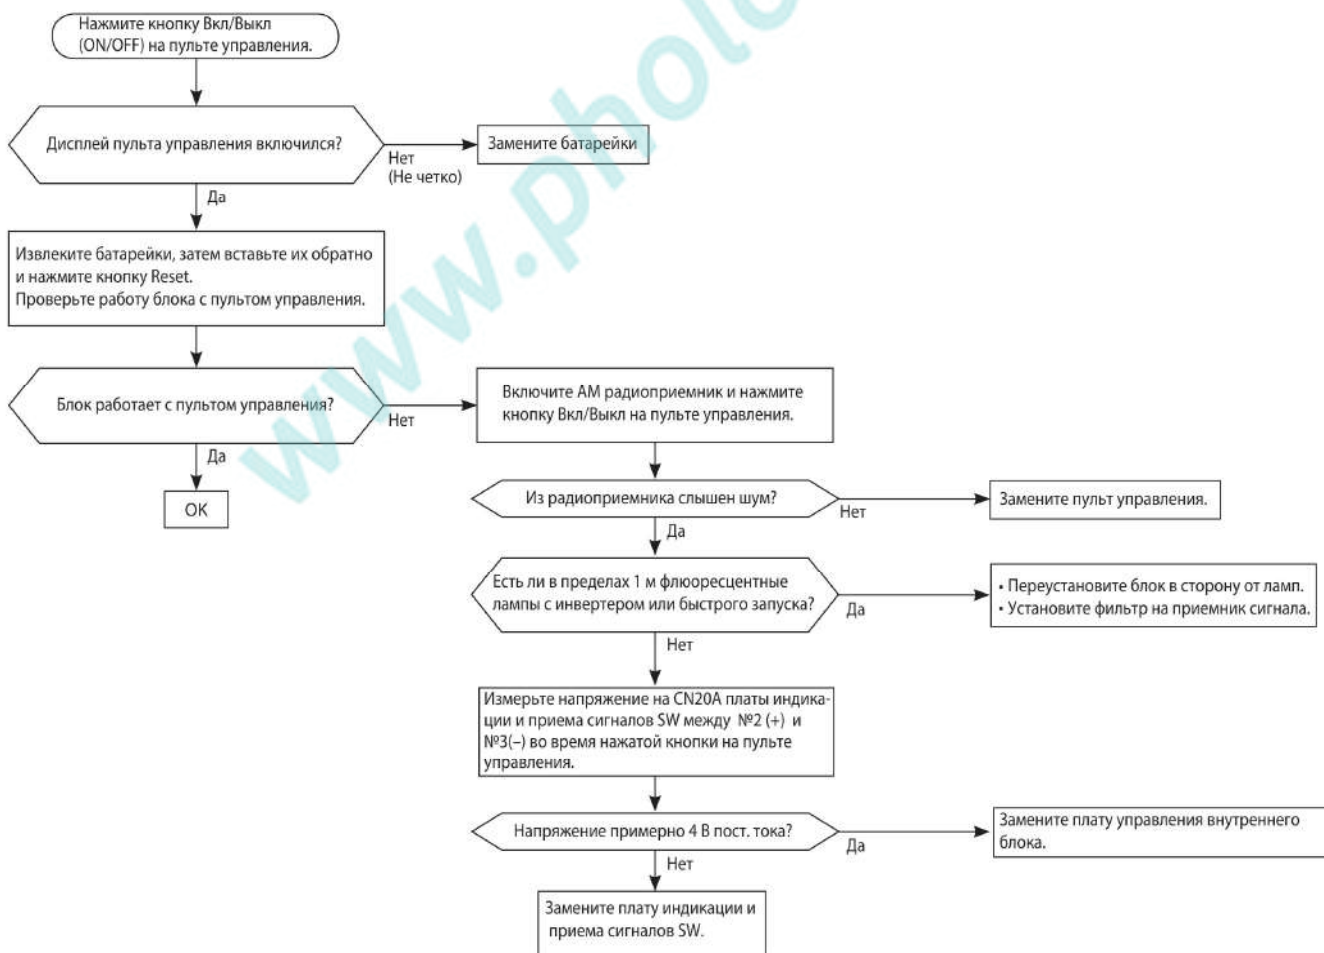 Нажмите кнопку Вкл/Выкл
(ON/OFF) на пульте управления.
Дисплей пульта управления включился?
Нет
(Не четко)
Замените батарейки
Да
Извлеките батарейки, затем вставьте их обратно
и нажмите кнопку Reset.
Проверьте работу блока с пультом управления.
Блок работает с пультом управления?
Нет
Да
OK
Включите AM радиоприемник и нажмите
кнопку Вкл/Выкл на пульте управления.
Из радиоприемника слышен шум?
Нет
Замените пульт управления.
Да
Есть ли в пределах 1 м флюоресцентные
лампы с инвертером или быстрого запуска?
Да
• Переустановите блок в сторону от ламп.
• Установите фильтр на приемник сигнала.
Нет
Измерьте напряжение на CN20A платы индика-
ции и приема сигналов SW между №2 (+) и
№3(–) во время нажатой кнопки на пульте
управления.
Напряжение примерно 4 В пост. тока?
Да
Замените плату управления внутреннего
блока.
Нет
Замените плату индикации и
приема сигналов SW.
www.pholo